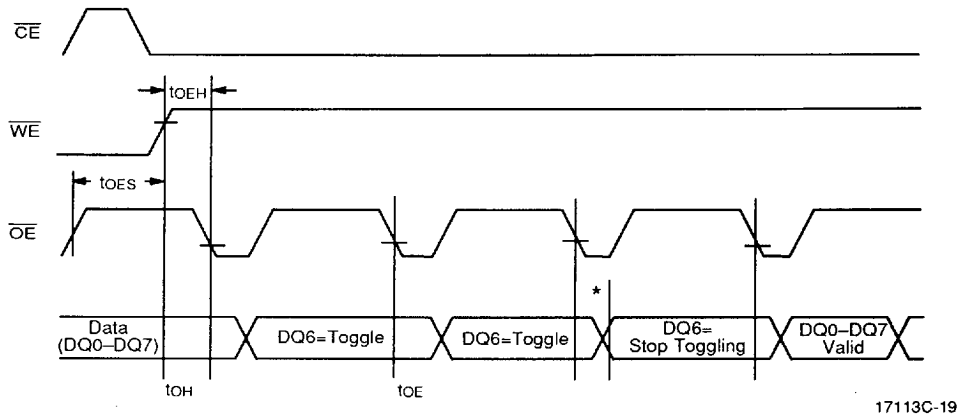 CE
tOEH
WE
tOES
OE
*
Data
(DQ0–DQ7)
DQ6=Toggle
DQ6=Toggle
DQ6=
Stop Toggling
DQ0–DQ7
Valid
tOH
tOE
17113C-19